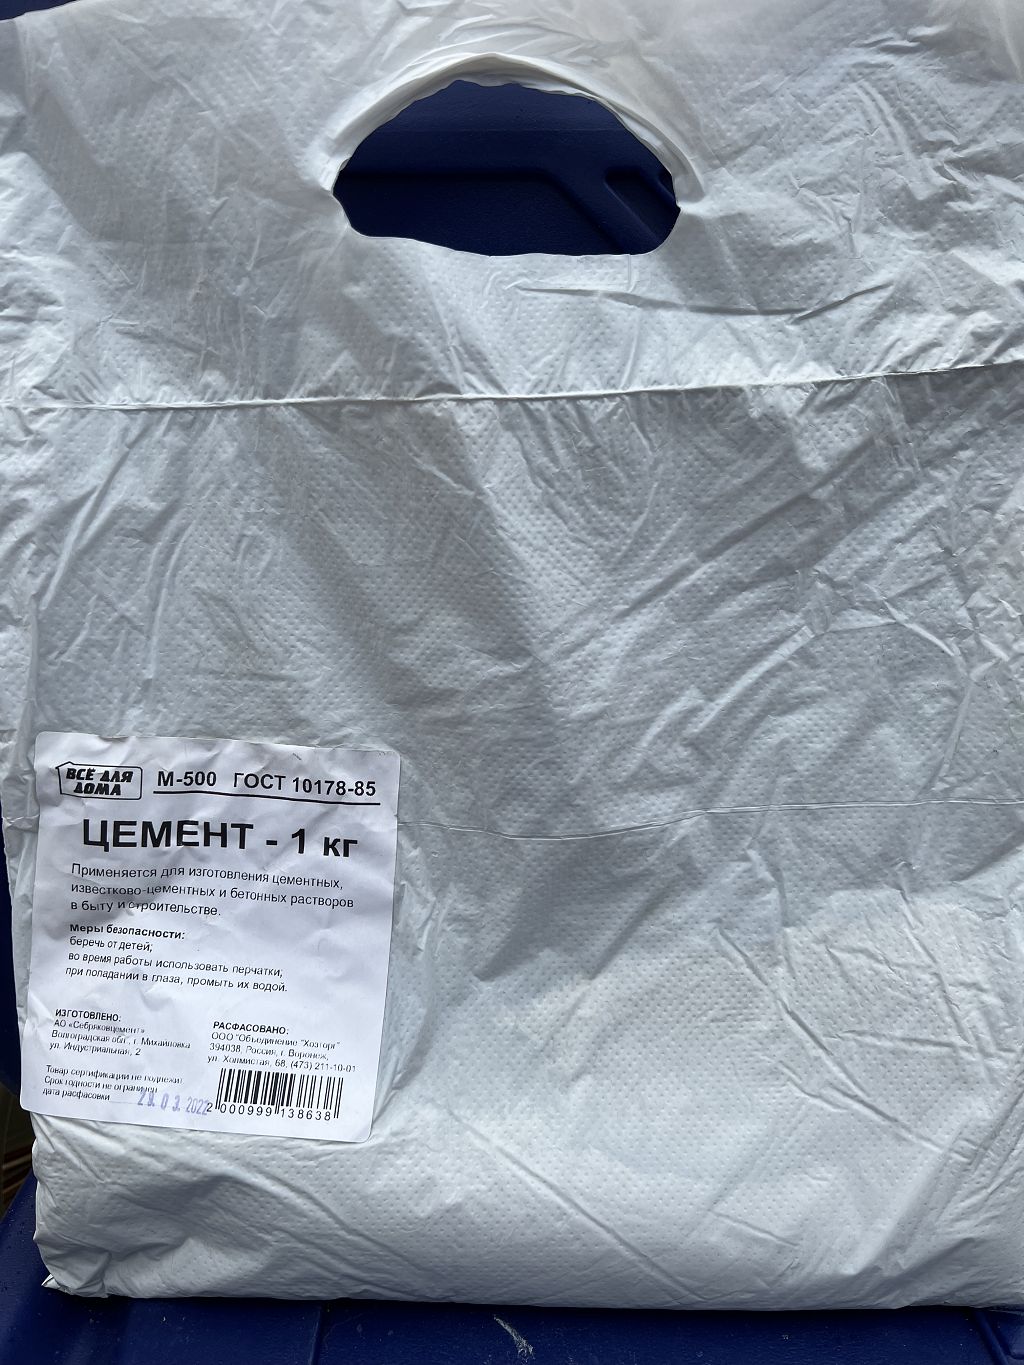 ВСЁ ДЛЯ
ДОМА
М-500 ГОСТ 10178-85
ЦЕМЕНТ - 1 кг
Применяется для изготовления цементных,
известково-цементных и бетонных растворов
в быту и строительстве.
Меры безопасности:
беречь от детей;
во время работы использовать перчатки;
при попадании в глаза, промыть их водой.
ИЗГОТОВЛЕНО:
АО «Себряковцемент»
Волгоградская обл., г. Михайловка
ул. Индустриальная, 2
РАСФАСОВАНО:
ООО "Объединение "Хозторг"
394038, Россия, г. Воронеж,
ул. Холмистая, 68, (473) 211-10-01
Товар сертификации не подлежит
Срок годности не ограничен
дата расфасовки 29.03.2022
2 000999 138638